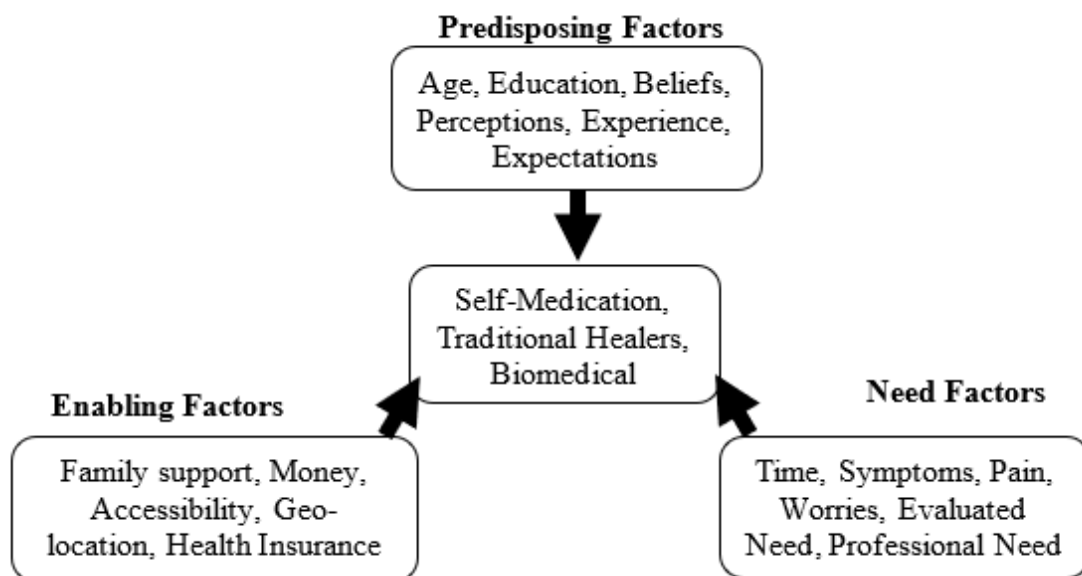 Predisposing Factors
Age, Education, Beliefs,
Perceptions, Experience,
Expectations
Self-Medication,
Traditional Healers,
Biomedical
Enabling Factors
Family support, Money,
Accessibility, Geo-
location, Health Insurance
Need Factors
Time, Symptoms, Pain,
Worries, Evaluated
Need, Professional Need